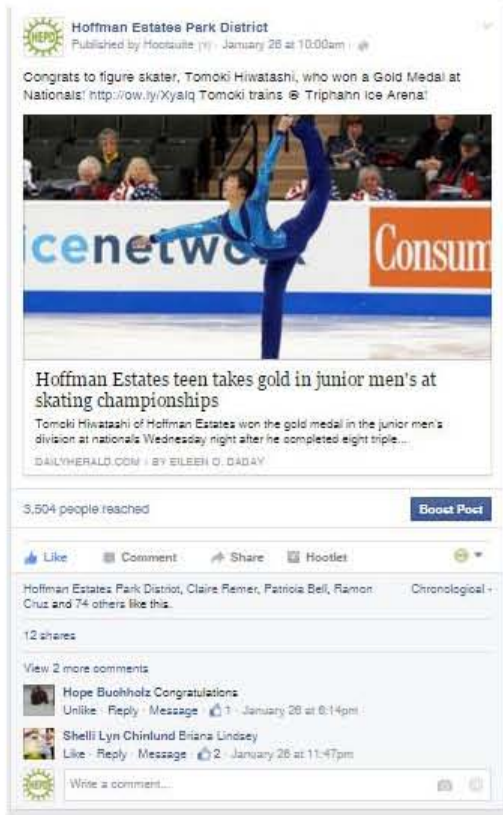 HEPD
Hoffman Estates Park District
Published by Hootsuite [?] · January 26 at 10:00am ·
Congrats to figure skater, Tomoki Hiwatashi, who won a Gold Medal at
Nationals! http://ow.ly/XyaIq Tomoki trains @ Triphahn Ice Arena!
icenetwork
Consum
Hoffman Estates teen takes gold in junior men's at
skating championships
Tomoki Hiwatashi of Hoffman Estates won the gold medal in the junior men's
division at nationals Wednesday night after he completed eight triple...
DAILYHERALD.COM | BY EILEEN O. DADAY
3,504 people reached
Boost Post
Like Comment Share Hootlet
Hoffman Estates Park District, Claire Remer, Patricia Bell, Ramon
Cruz and 74 others like this.
Chronological
12 shares
View 2 more comments
Hope Buchholz Congratulations
Unlike · Reply · Message · 1 · January 26 at 6:14pm
Shelli Lyn Chinlund Briana Lindsey
Like · Reply · Message · 2 · January 26 at 11:47pm
HEPD
Write a comment...